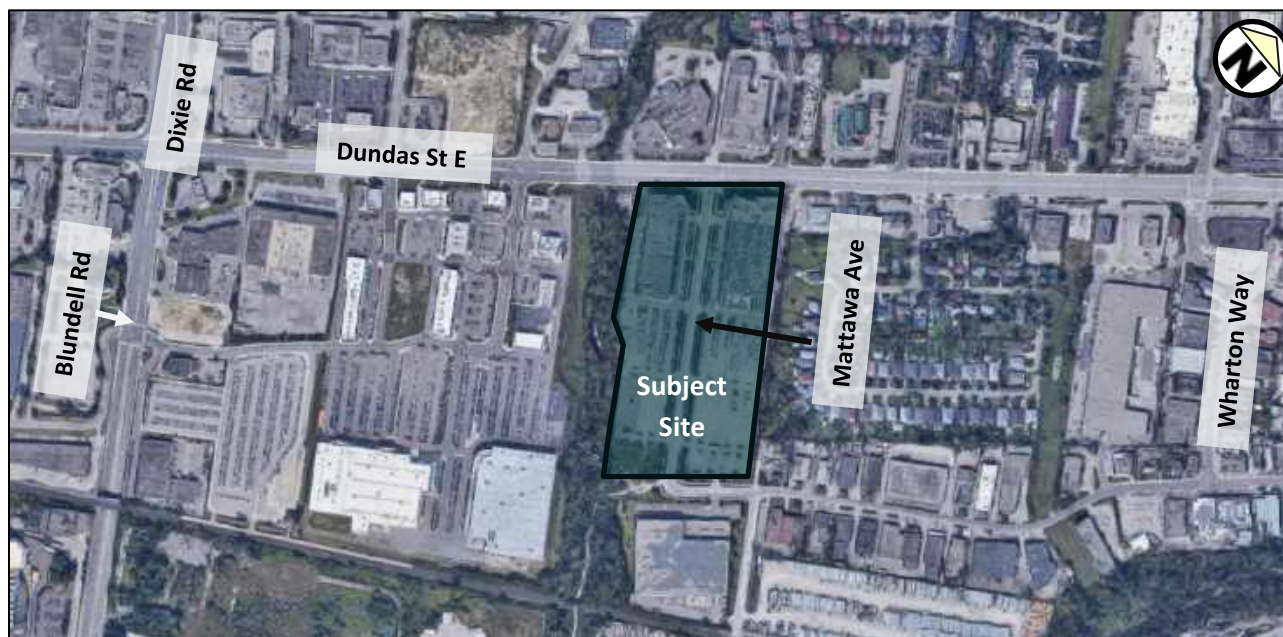 N
Dixie Rd
Dundas St E
Blundell Rd
Mattawa Ave
Wharton Way
Subject
Site